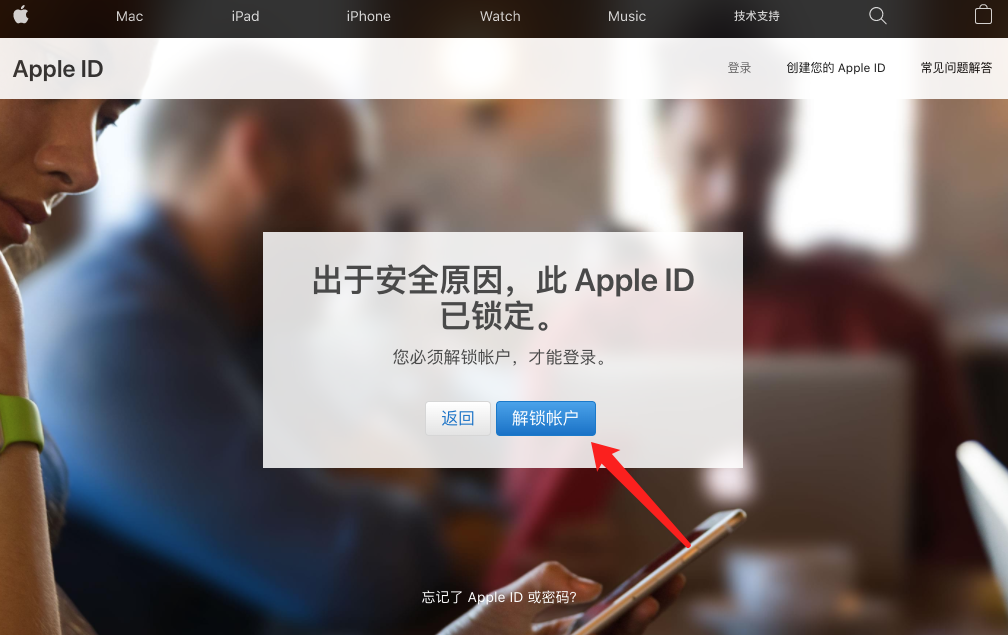 Mac iPad iPhone Watch Music 技术支持
Apple ID 登录 创建您的 Apple ID 常见问题解答
出于安全原因，此 Apple ID
已锁定。
您必须解锁帐户，才能登录。
返回 解锁帐户
忘记了 Apple ID 或密码?